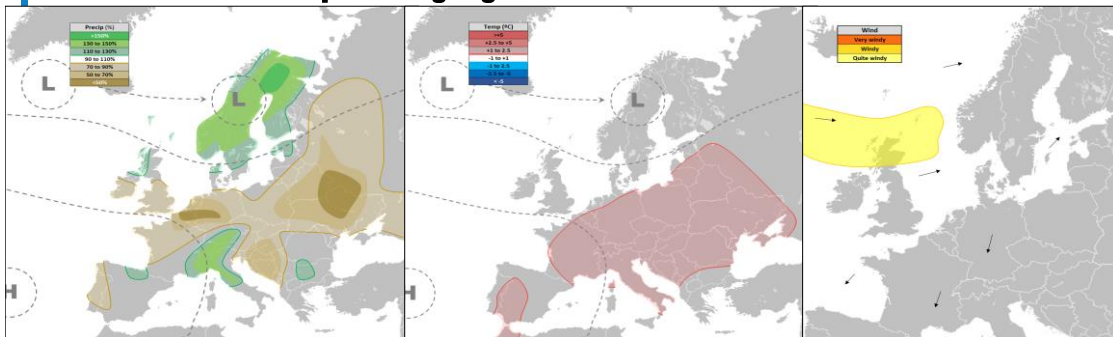 Precip (%)
>150%
130 to 150%
110 to 130%
90 to 110%
70 to 90%
50 to 70%
<50%
L
L
H
Temp (ºC)
>+5
+2.5 to +5
+1 to 2.5
-1 to +1
-1 to 2.5
-2.5 to -5
< -5
L
L
H
Wind
Very windy
Windy
Quite windy